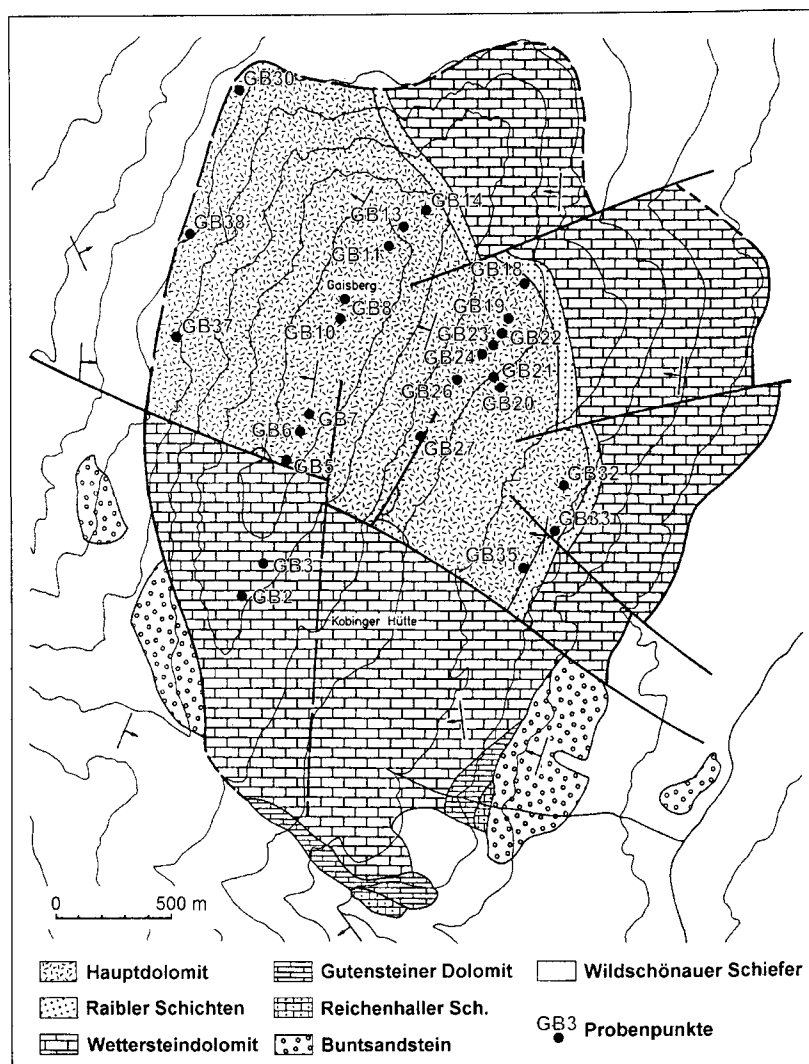 GB30
GB14
GB13
GB38
GB11
GB18
Gaisberg
GB8
GB19
GB10
GB23
GB22
GB37
GB24
GB21
GB26
GB20
GB7
GB6
GB27
GB5
GB32
GB33
GB3
GB35
GB2
Kobinger Hütte
0 500 m
Hauptdolomit Gutensteiner Dolomit Wildschönauer Schiefer
Raibler Schichten Reichenhaller Sch.
GB3 Probenpunkte
Wettersteindolomit Buntsandstein